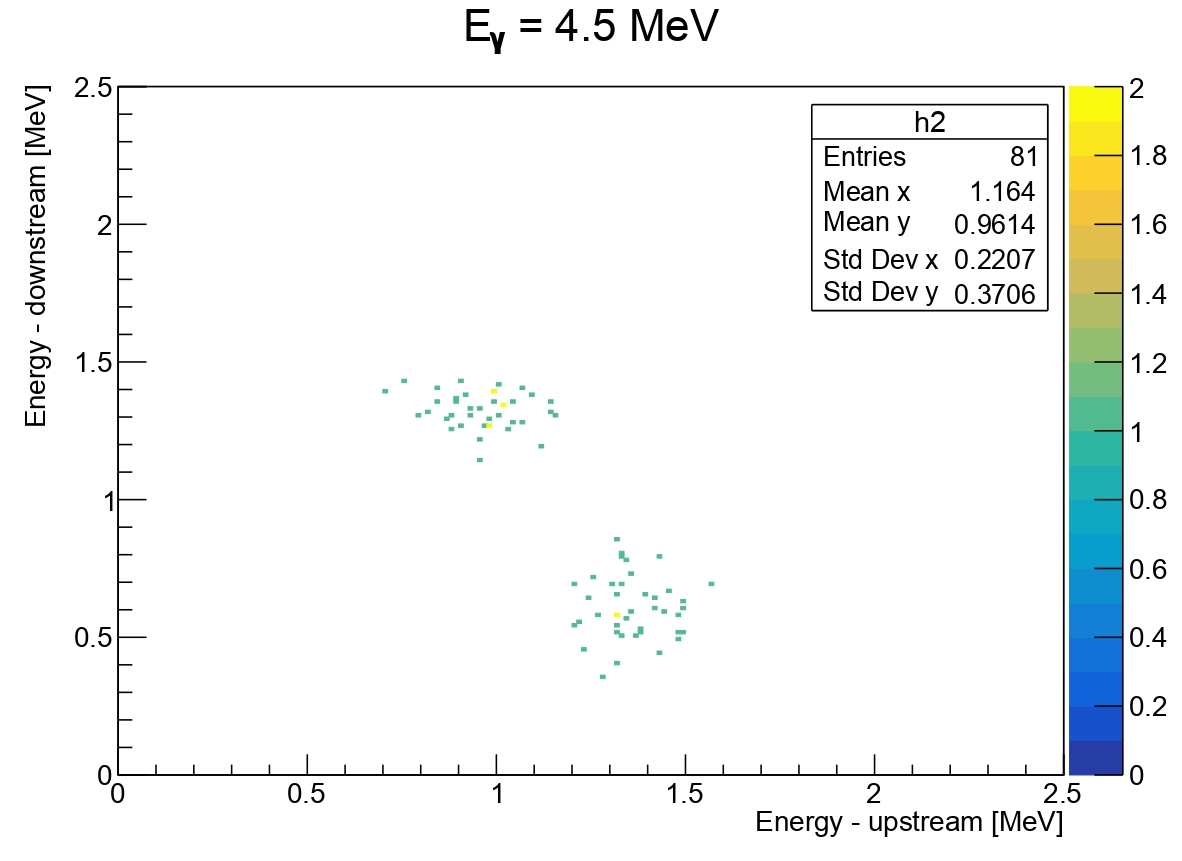 Eγ = 4.5 MeV
Energy - downstream [MeV]
2.5
2
1.5
1
0.5
0
h2
Entries 81
Mean x 1.164
Mean y 0.9614
Std Dev x 0.2207
Std Dev y 0.3706
2
1.8
1.6
1.4
1.2
1
0.8
0.6
0.4
0.2
0
0 0.5 1 1.5 2 2.5
Energy - upstream [MeV]